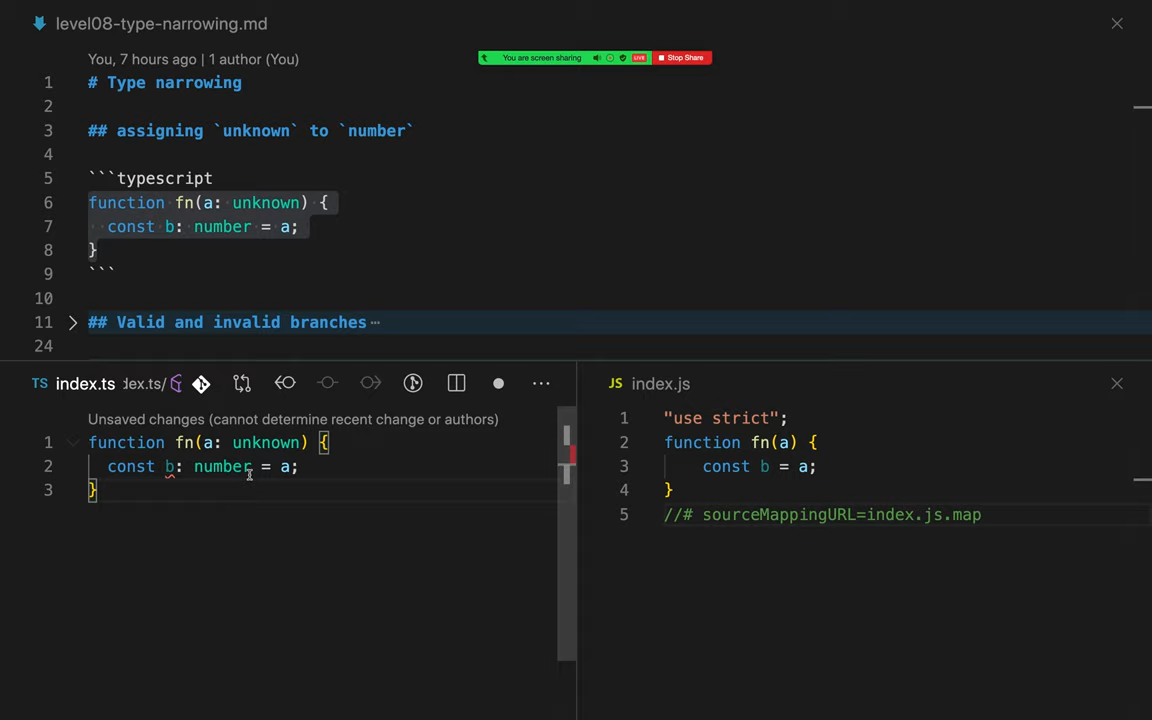 level08-type-narrowing.md
You are screen sharing LIVE Stop Share
You, 7 hours ago | 1 author (You)
1 # Type narrowing
2
3 ## assigning `unknown` to `number`
4
5 ```typescript
6 function fn(a: unknown) {
7 const b: number = a;
8 }
9 ```
10
11 ## Valid and invalid branches ⋯
24
TS index.ts ɪex.ts/ ⋯
Unsaved changes (cannot determine recent change or authors)
1 function fn(a: unknown) {
2 const b: number = a;
3 }
JS index.js
1 "use strict";
2 function fn(a) {
3 const b = a;
4 }
5 //# sourceMappingURL=index.js.map